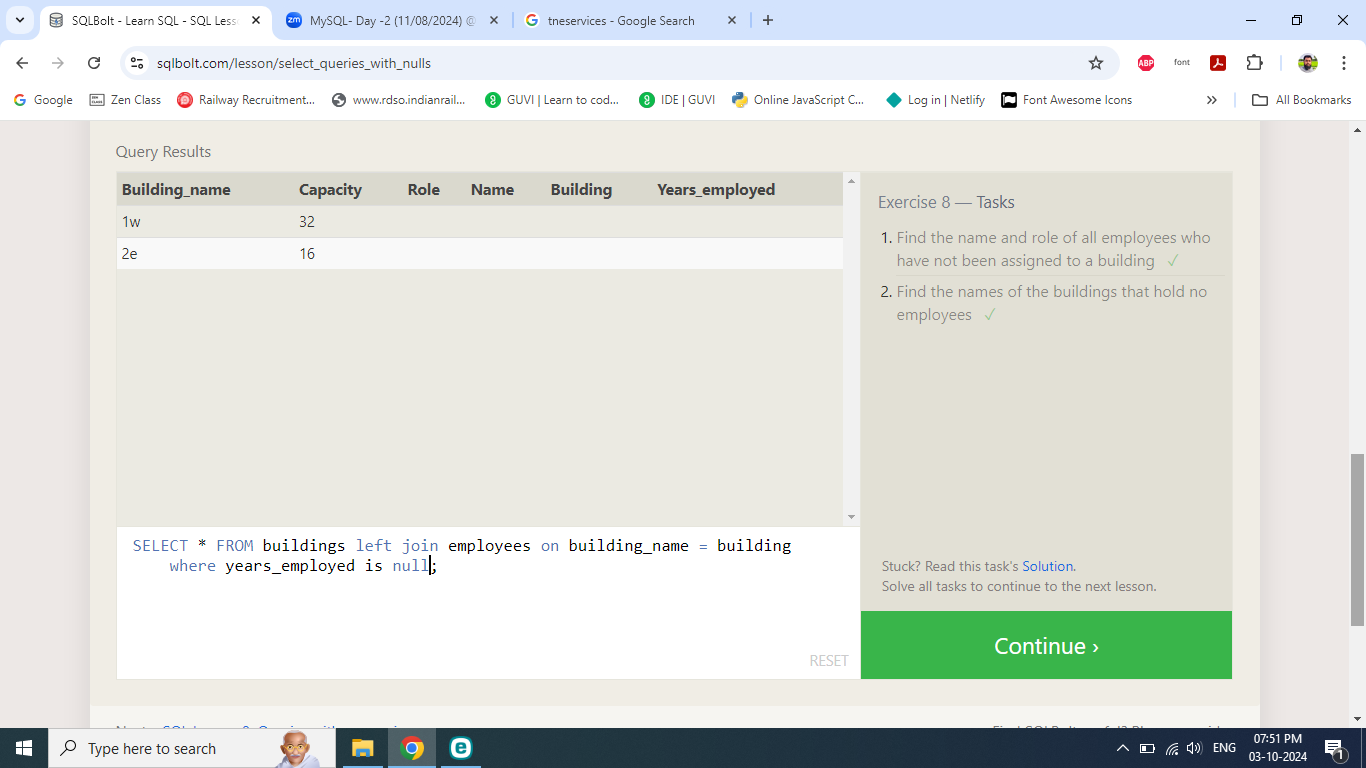 SQLBolt - Learn SQL - SQL Less
zm MySQL- Day -2 (11/08/2024) @
tneservices - Google Search
sqlbolt.com/lesson/select_queries_with_nulls
ABP
font
Google
Zen Class
Railway Recruitment...
www.rdso.indianrail...
GUVI | Learn to cod...
IDE | GUVI
Online JavaScript C...
Log in | Netlify
Font Awesome Icons
»
All Bookmarks
Query Results
Building_name Capacity Role Name Building Years_employed
1w 32
2e 16
Exercise 8 — Tasks
1. Find the name and role of all employees who
have not been assigned to a building ✓
2. Find the names of the buildings that hold no
employees ✓
SELECT * FROM buildings left join employees on building_name = building
where years_employed is null;
RESET
Stuck? Read this task's Solution.
Solve all tasks to continue to the next lesson.
Continue ›
Type here to search
ENG
07:51 PM
03-10-2024
1